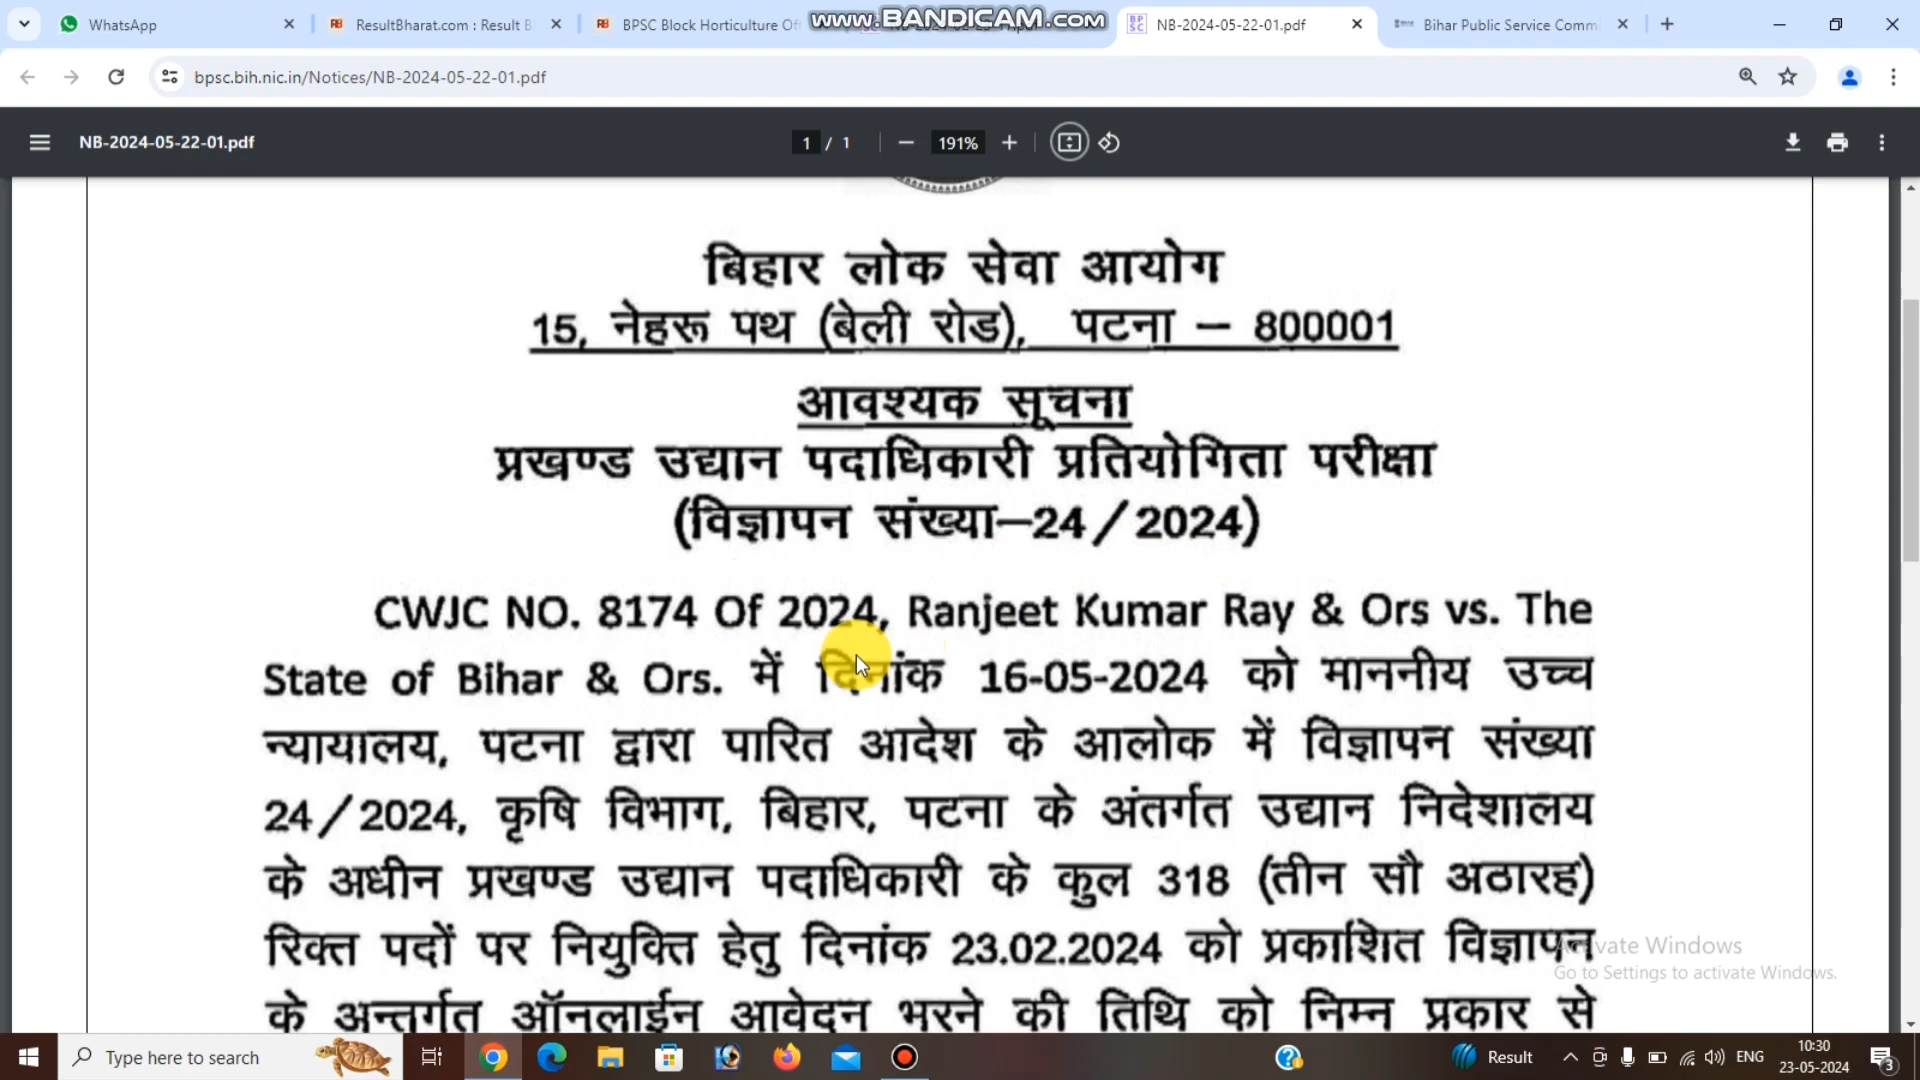 WhatsApp
ResultBharat.com : Result B
BPSC Block Horticulture Of
www.BANDICAM.com
NB-2024-05-22-01.pdf
Bihar Public Service Comm
bpsc.bih.nic.in/Notices/NB-2024-05-22-01.pdf
NB-2024-05-22-01.pdf
1 / 1
191%
बिहार लोक सेवा आयोग
15, नेहरू पथ (बेली रोड), पटना – 800001
आवश्यक सूचना
प्रखण्ड उद्यान पदाधिकारी प्रतियोगिता परीक्षा
(विज्ञापन संख्या–24/2024)
CWJC NO. 8174 Of 2024, Ranjeet Kumar Ray & Ors vs. The
State of Bihar & Ors. में दिनांक 16-05-2024 को माननीय उच्च
न्यायालय, पटना द्वारा पारित आदेश के आलोक में विज्ञापन संख्या
24/2024, कृषि विभाग, बिहार, पटना के अंतर्गत उद्यान निदेशालय
के अधीन प्रखण्ड उद्यान पदाधिकारी के कुल 318 (तीन सौ अठारह)
रिक्त पदों पर नियुक्ति हेतु दिनांक 23.02.2024 को प्रकाशित विज्ञापन
के अन्तर्गत ऑनलाईन आवेदन भरने की तिथि को निम्न प्रकार से
Activate Windows
Go to Settings to activate Windows.
Type here to search
Result
ENG
10:30
23-05-2024
3